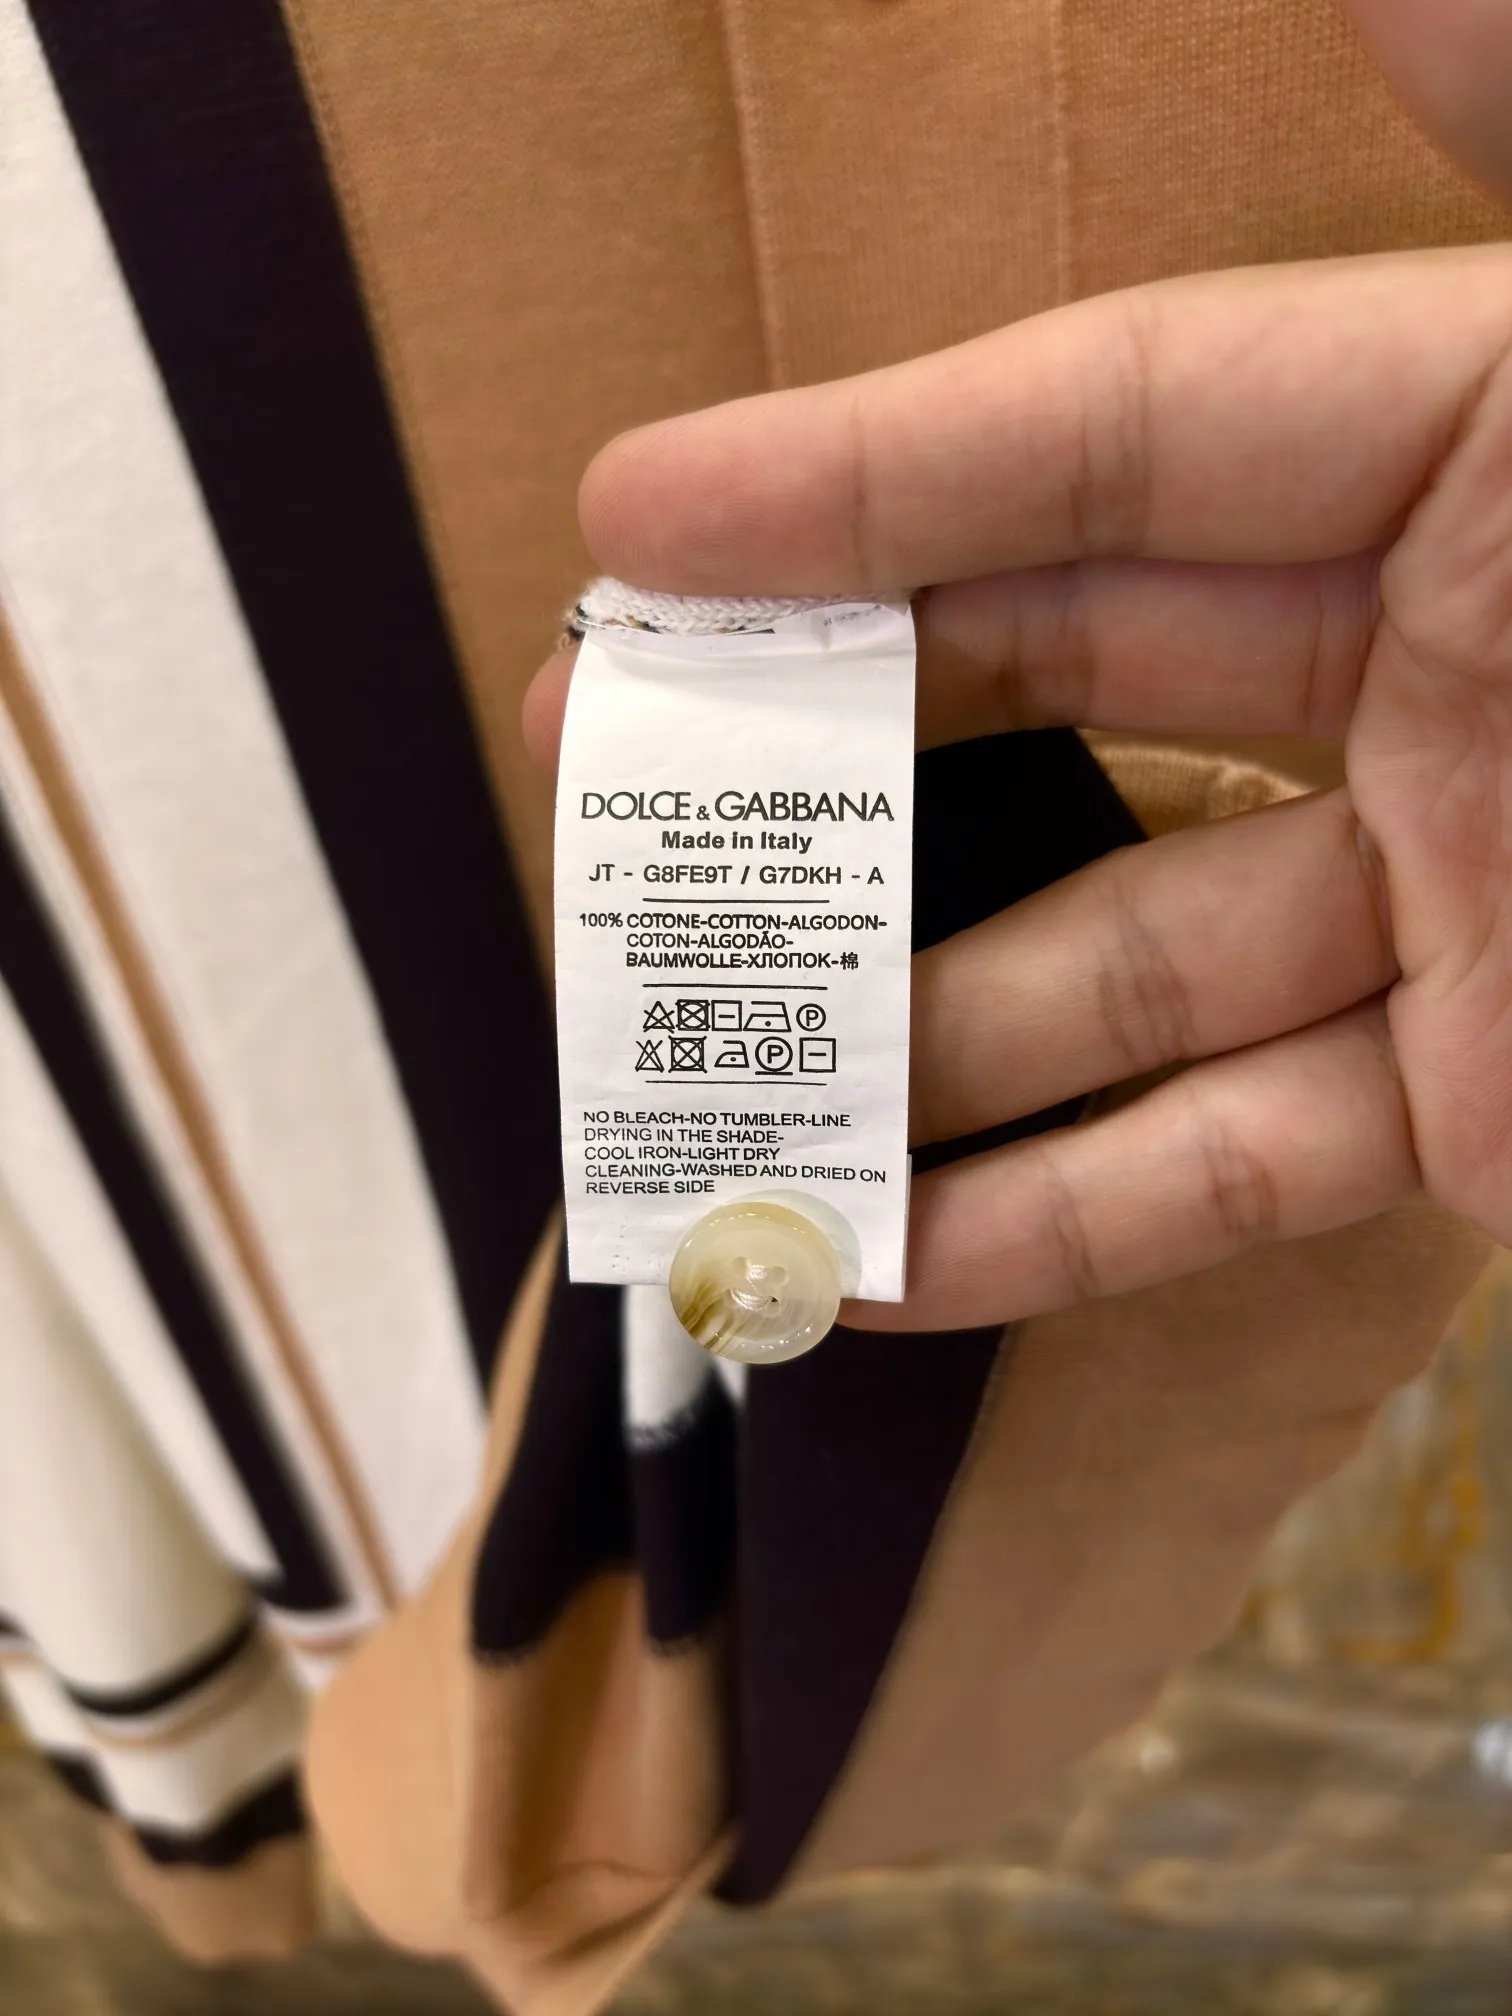 DOLCE & GABBANA
Made in Italy
JT - G8FE9T / G7DKH - A
100% COTONE-COTTON-ALGODON-
COTON-ALGODÃO-
BAUMWOLLE-ХЛОПОК-棉
P
P
NO BLEACH-NO TUMBLER-LINE
DRYING IN THE SHADE-
COOL IRON-LIGHT DRY
CLEANING-WASHED AND DRIED ON
REVERSE SIDE